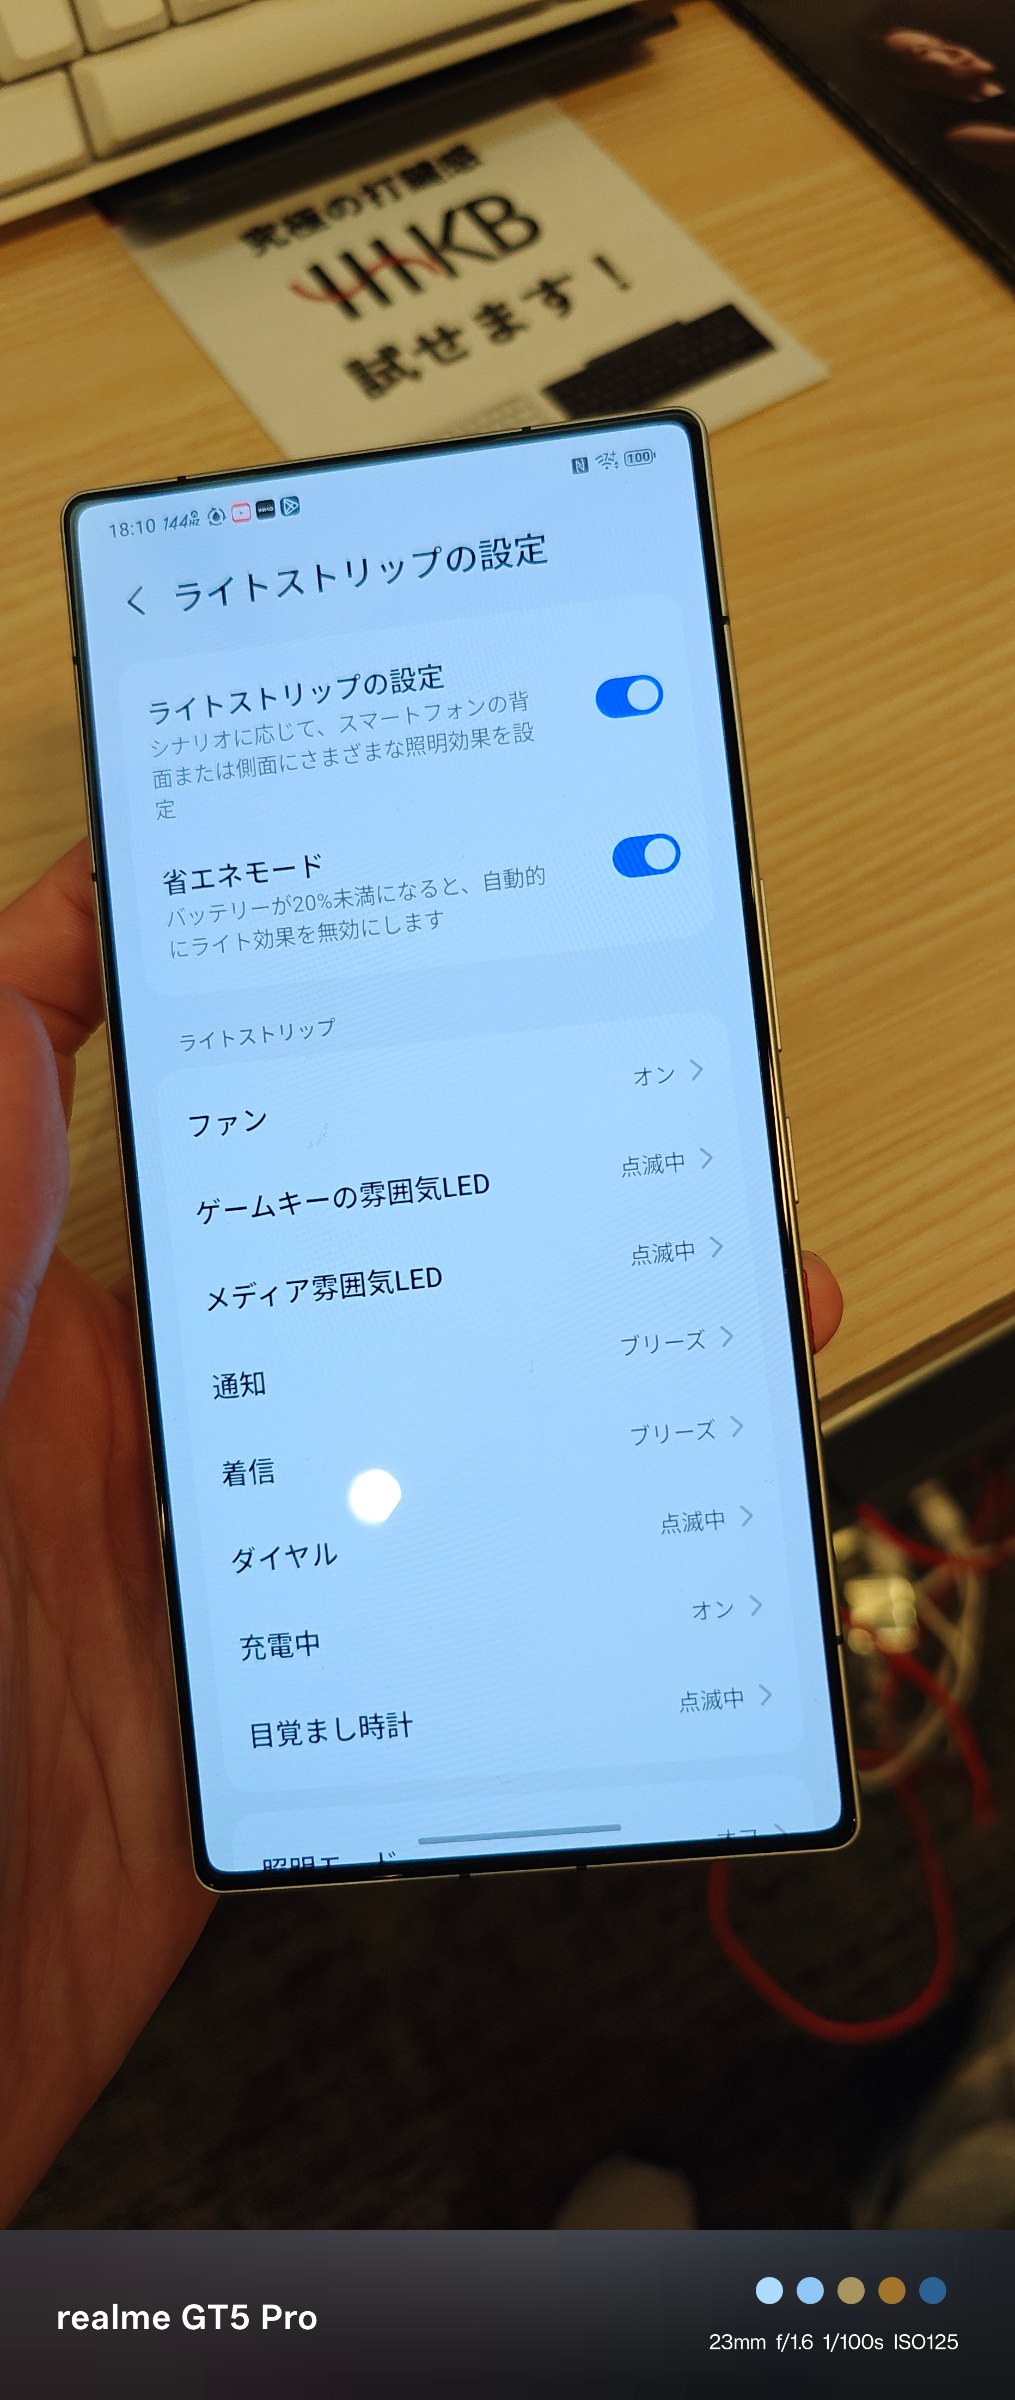 究極の打鍵感
HHKB
試せます！
18:10 144Hz
100
ライトストリップの設定
ライトストリップの設定
シナリオに応じて、スマートフォンの背
面または側面にさまざまな照明効果を設
定
省エネモード
バッテリーが20%未満になると、自動的
にライト効果を無効にします
ライトストリップ
ファン オン
ゲームキーの雰囲気LED 点滅中
メディア雰囲気LED 点滅中
通知 ブリーズ
着信 ブリーズ
ダイヤル 点滅中
充電中 オン
目覚まし時計 点滅中
照明モード オフ
realme GT5 Pro
23mm f/1.6 1/100s ISO125